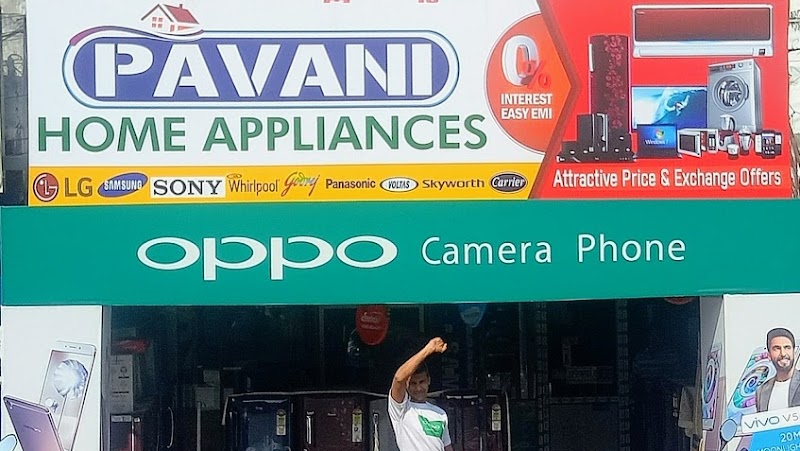 PAVANI
HOME APPLIANCES
0%
INTEREST
EASY EMI
LG SAMSUNG SONY Whirlpool Godrej Panasonic VOLTAS Skyworth Carrier
Attractive Price & Exchange Offers
oppo Camera Phone
vivo V5
20M